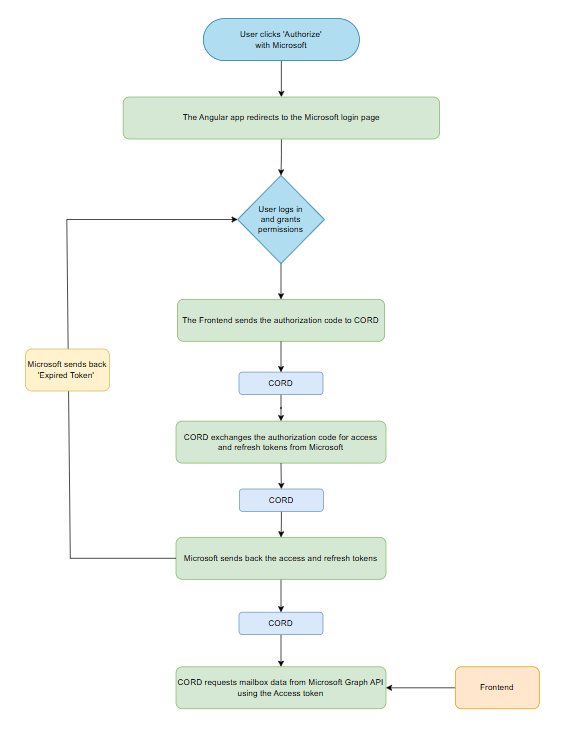 User clicks 'Authorize'
with Microsoft
The Angular app redirects to the Microsoft login page
User logs in
and grants
permissions
The Frontend sends the authorization code to CORD
Microsoft sends back
'Expired Token'
CORD
CORD exchanges the authorization code for access
and refresh tokens from Microsoft
CORD
Microsoft sends back the access and refresh tokens
CORD
CORD requests mailbox data from Microsoft Graph API
using the Access token
Frontend